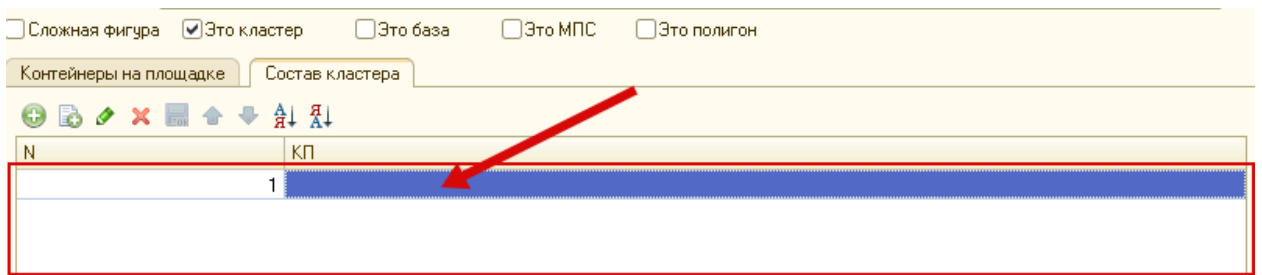 Сложная фигура Это кластер Это база Это МПС Это полигон
Контейнеры на площадке Состав кластера
А Я Я А
N КП
1